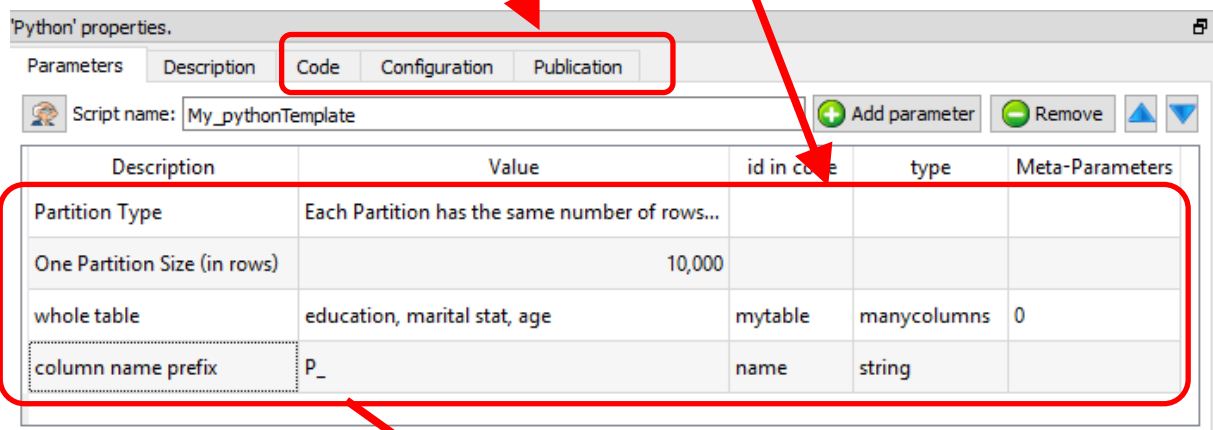 'Python' properties.
Parameters Description Code Configuration Publication
Script name: My_pythonTemplate Add parameter Remove
Description Value id in code type Meta-Parameters
Partition Type Each Partition has the same number of rows...
One Partition Size (in rows) 10,000
whole table education, marital stat, age mytable manycolumns 0
column name prefix P_ name string